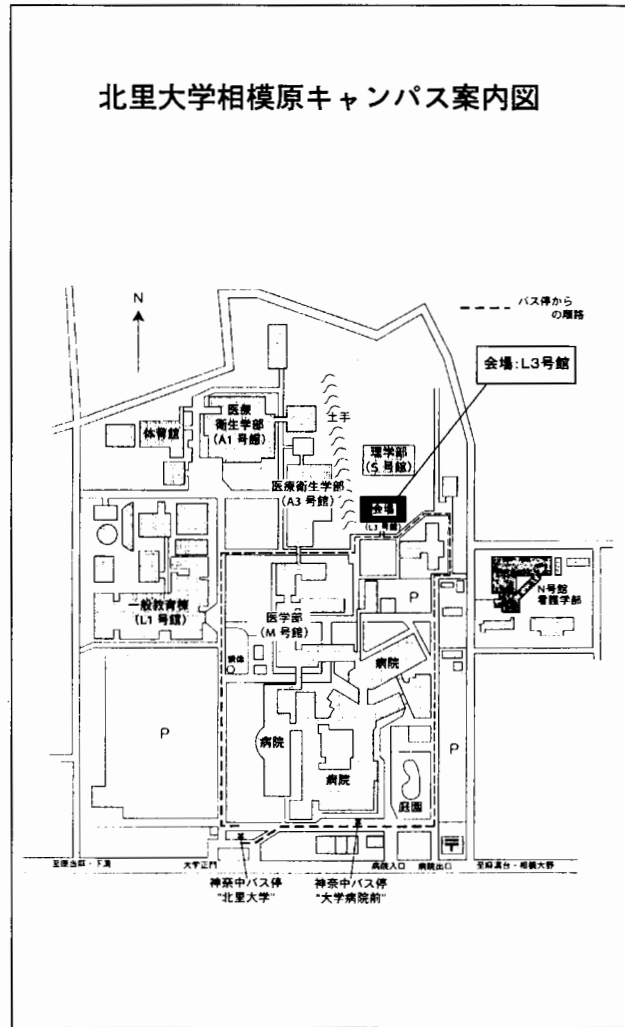 北里大学相模原キャンパス案内図
N
バス停から
の順路
会場:L3号館
医療
衛生学部
(A1号館)
体育館
土手
理学部
(S号館)
医療衛生学部
(A3号館)
会場
(L3号館)
一般教育棟
(L1号館)
医学部
(M号館)
P
N号館
看護学部
病院
P
病院
病院
P
庭園
至原当麻・下溝
大学正門
病院入口
病院出口
至麻溝台・相模大野
神奈中バス停
"北里大学"
神奈中バス停
"大学病院前"